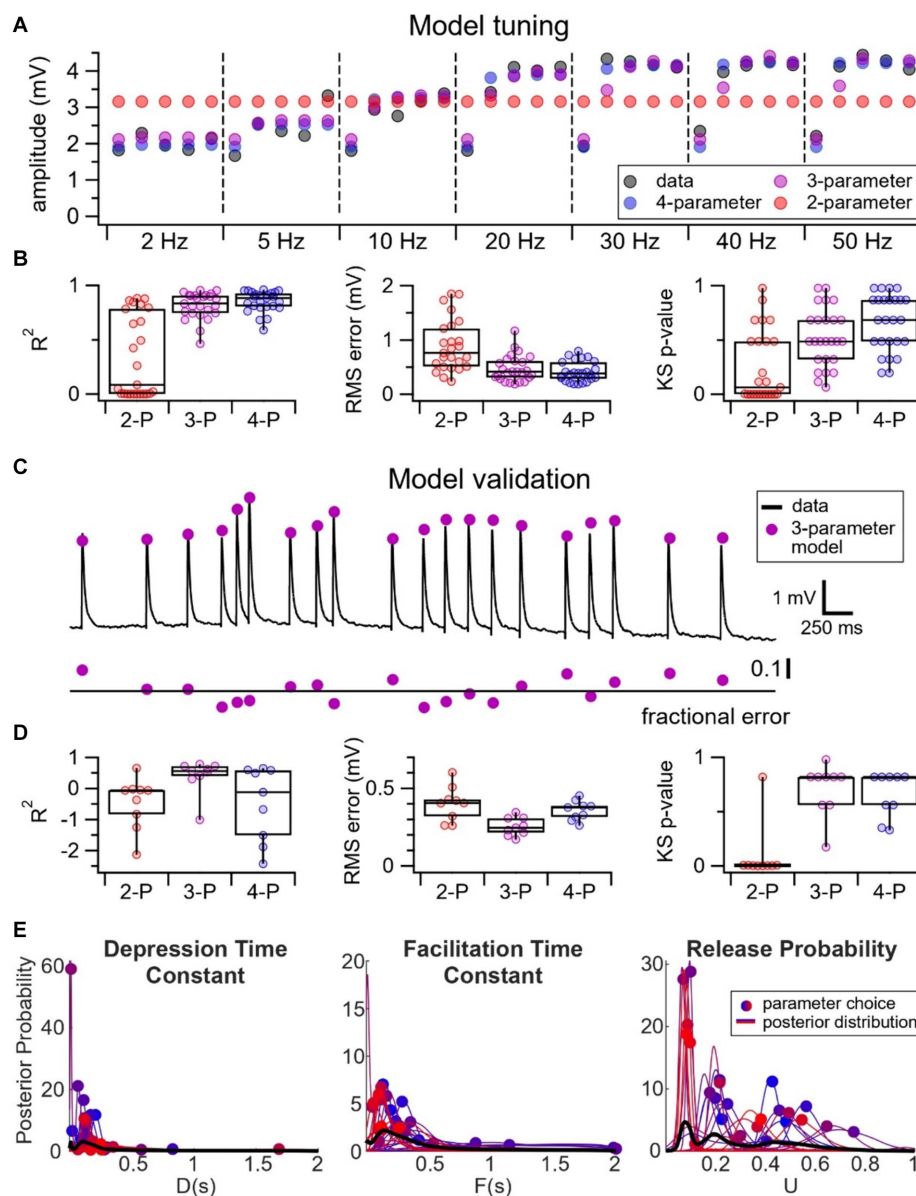 A
Model tuning
amplitude (mV)
4
3
2
1
0
data
3-parameter
4-parameter
2-parameter
2 Hz 5 Hz 10 Hz 20 Hz 30 Hz 40 Hz 50 Hz
B
R²
1
0
2-P 3-P 4-P
RMS error (mV)
2
1
0
2-P 3-P 4-P
KS p-value
1
0
2-P 3-P 4-P
C
Model validation
data
3-parameter
model
1 mV
250 ms
0.1
fractional error
D
R²
1
0
-1
-2
2-P 3-P 4-P
RMS error (mV)
0.5
0
2-P 3-P 4-P
KS p-value
1
0
2-P 3-P 4-P
E
Depression Time
Constant
Posterior Probability
60
40
20
0
0.5 1 1.5 2
D(s)
Facilitation Time
Constant
20
15
10
5
0
0.5 1 1.5 2
F(s)
Release Probability
30
20
10
0
0.2 0.4 0.6 0.8 1
U
parameter choice
posterior distribution